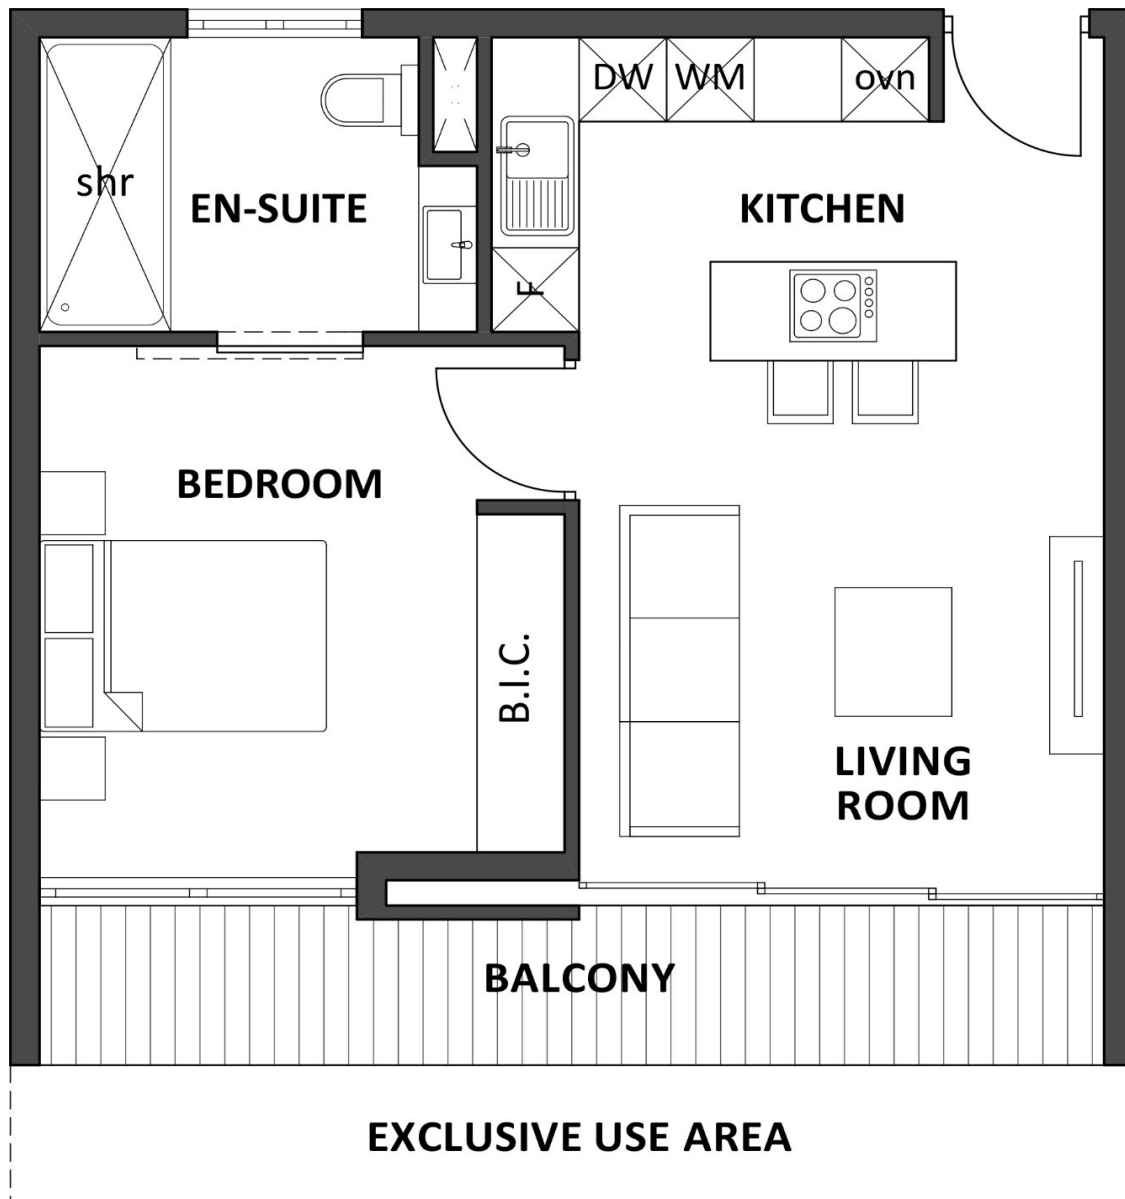 DW WM ovn
shr
EN-SUITE
KITCHEN
F
BEDROOM
B.I.C.
LIVING
ROOM
BALCONY
EXCLUSIVE USE AREA